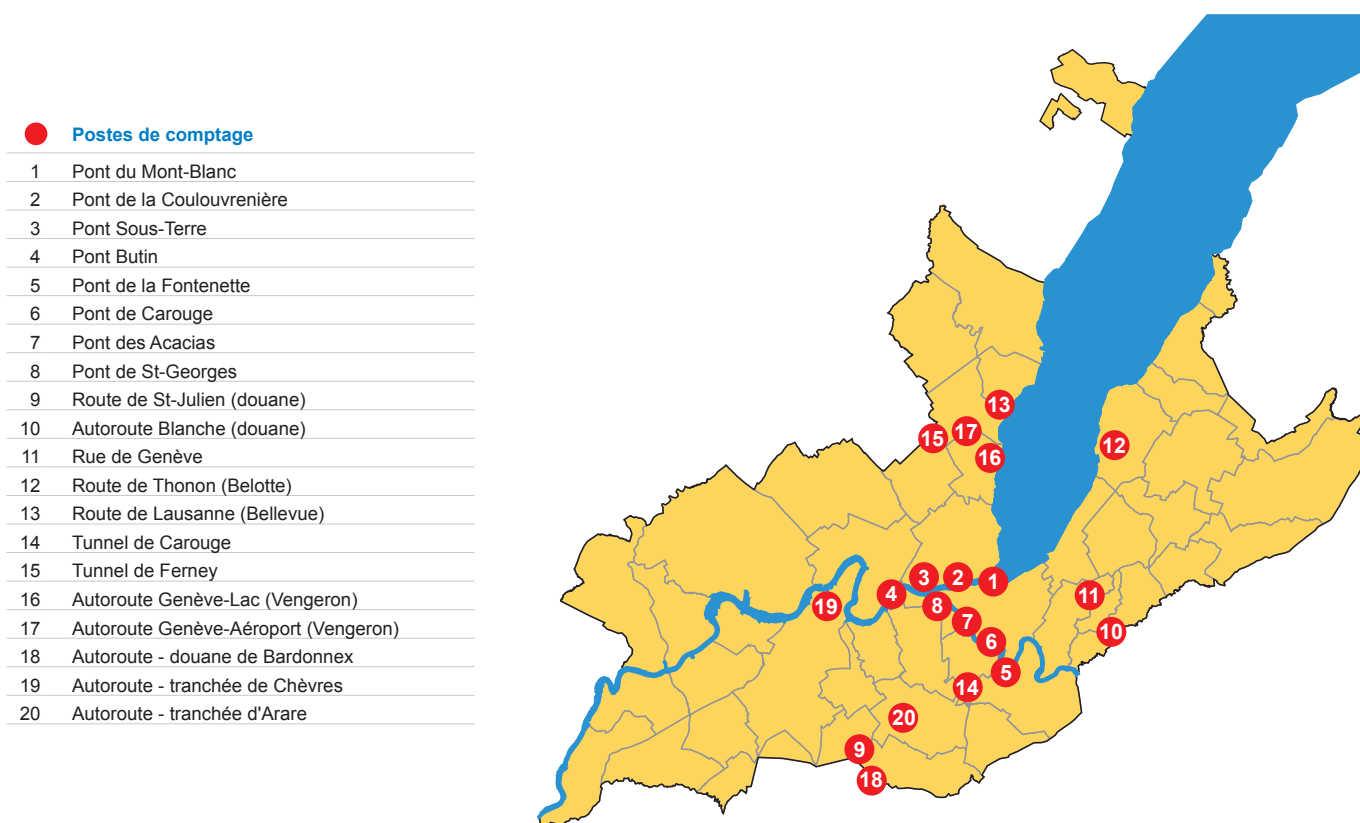 Postes de comptage
1 Pont du Mont-Blanc
2 Pont de la Coulouvrenière
3 Pont Sous-Terre
4 Pont Butin
5 Pont de la Fontenette
6 Pont de Carouge
7 Pont des Acacias
8 Pont de St-Georges
9 Route de St-Julien (douane)
10 Autoroute Blanche (douane)
11 Rue de Genève
12 Route de Thonon (Belotte)
13 Route de Lausanne (Bellevue)
14 Tunnel de Carouge
15 Tunnel de Ferney
16 Autoroute Genève-Lac (Vengeron)
17 Autoroute Genève-Aéroport (Vengeron)
18 Autoroute - douane de Bardonnex
19 Autoroute - tranchée de Chèvres
20 Autoroute - tranchée d'Arare
13
17
15
12
16
3
2
1
4
11
19
8
7
10
6
5
14
20
9
18